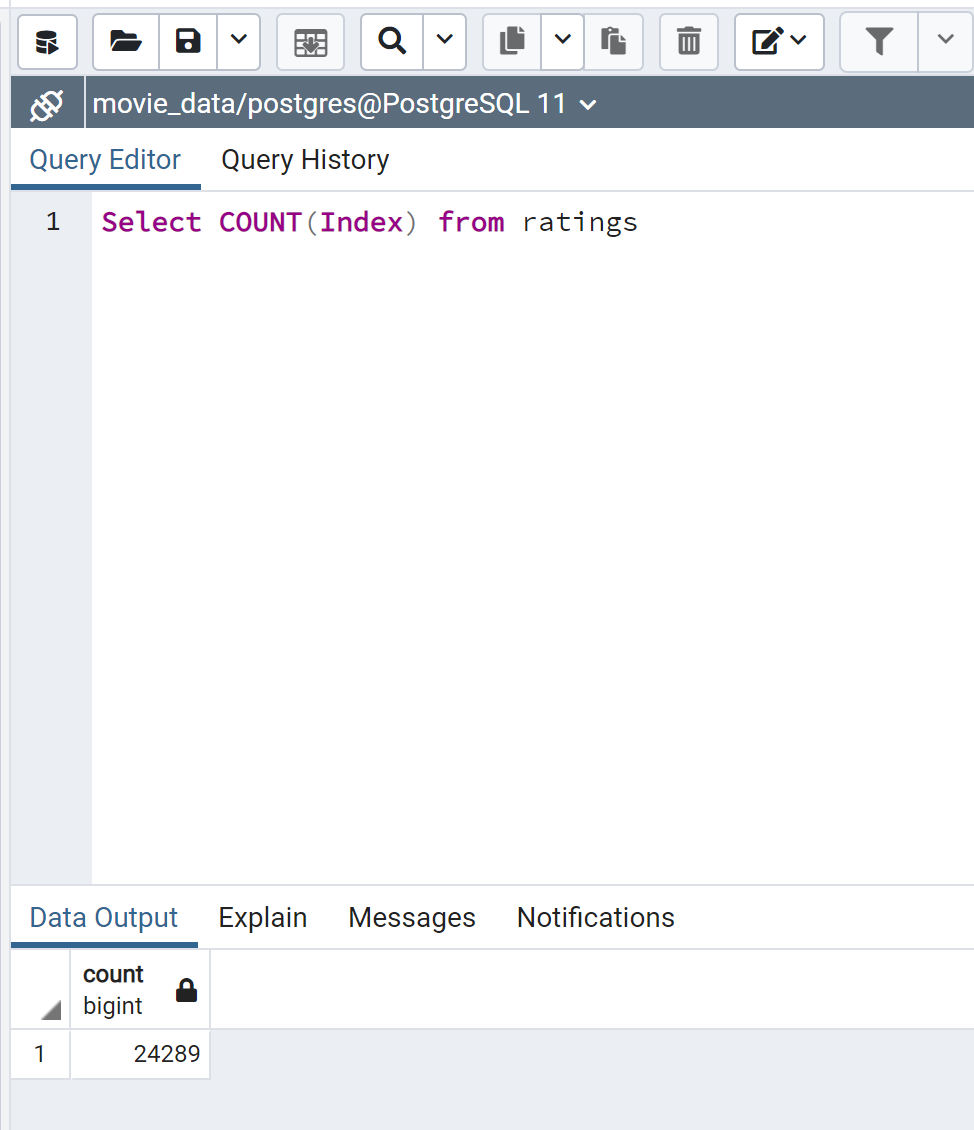 movie_data/postgres@PostgreSQL 11
Query Editor Query History
1 Select COUNT(Index) from ratings
Data Output Explain Messages Notifications
count
bigint
1 24289